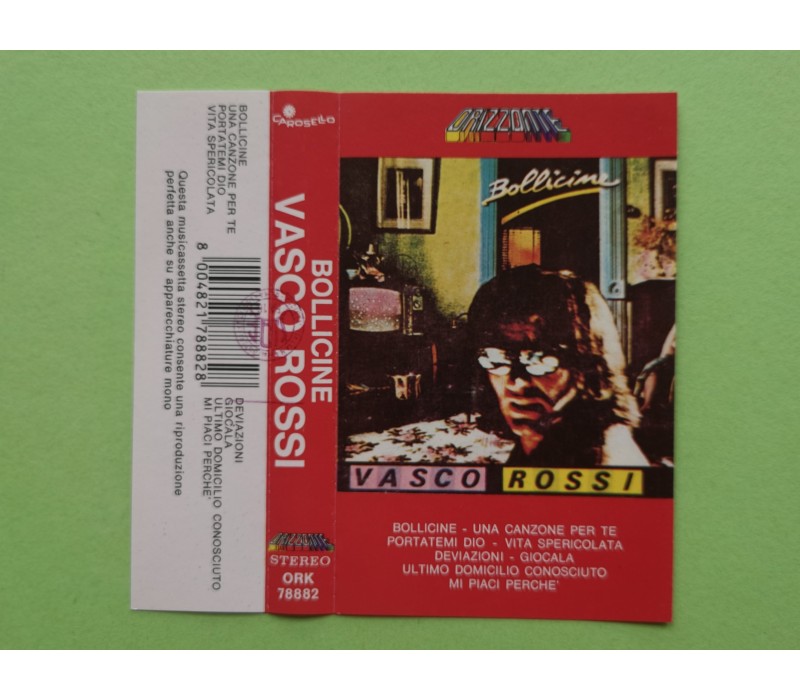 BOLLICINE
UNA CANZONE PER TE
PORTATEMI DIO
VITA SPERICOLATA
8 004821 788828
DEVIAZIONI
GIOCALA
ULTIMO DOMICILIO CONOSCIUTO
MI PIACI PERCHE'
Questa musicassetta stereo consente una riproduzione
perfetta anche su apparecchiature mono
CAROSELLO
BOLLICINE
VASCO ROSSI
ORIZZONTE
STEREO
ORK
78882
ORIZZONTE
Bollicine
VASCO ROSSI
BOLLICINE - UNA CANZONE PER TE
PORTATEMI DIO - VITA SPERICOLATA
DEVIAZIONI - GIOCALA
ULTIMO DOMICILIO CONOSCIUTO
MI PIACI PERCHE'